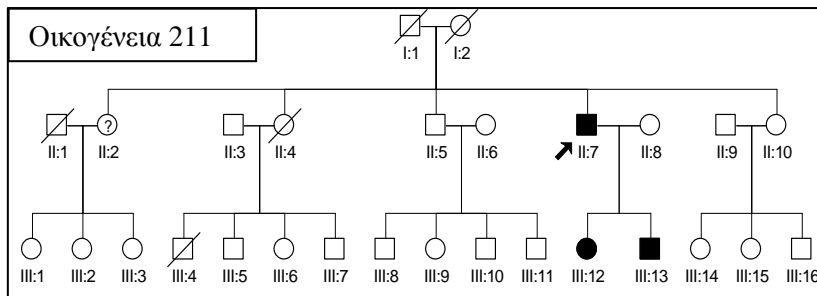 Οικογένεια 211
I:1 I:2
?
II:1 II:2 II:3 II:4 II:5 II:6 II:7 II:8 II:9 II:10
III:1 III:2 III:3 III:4 III:5 III:6 III:7 III:8 III:9 III:10 III:11 III:12 III:13 III:14 III:15 III:16